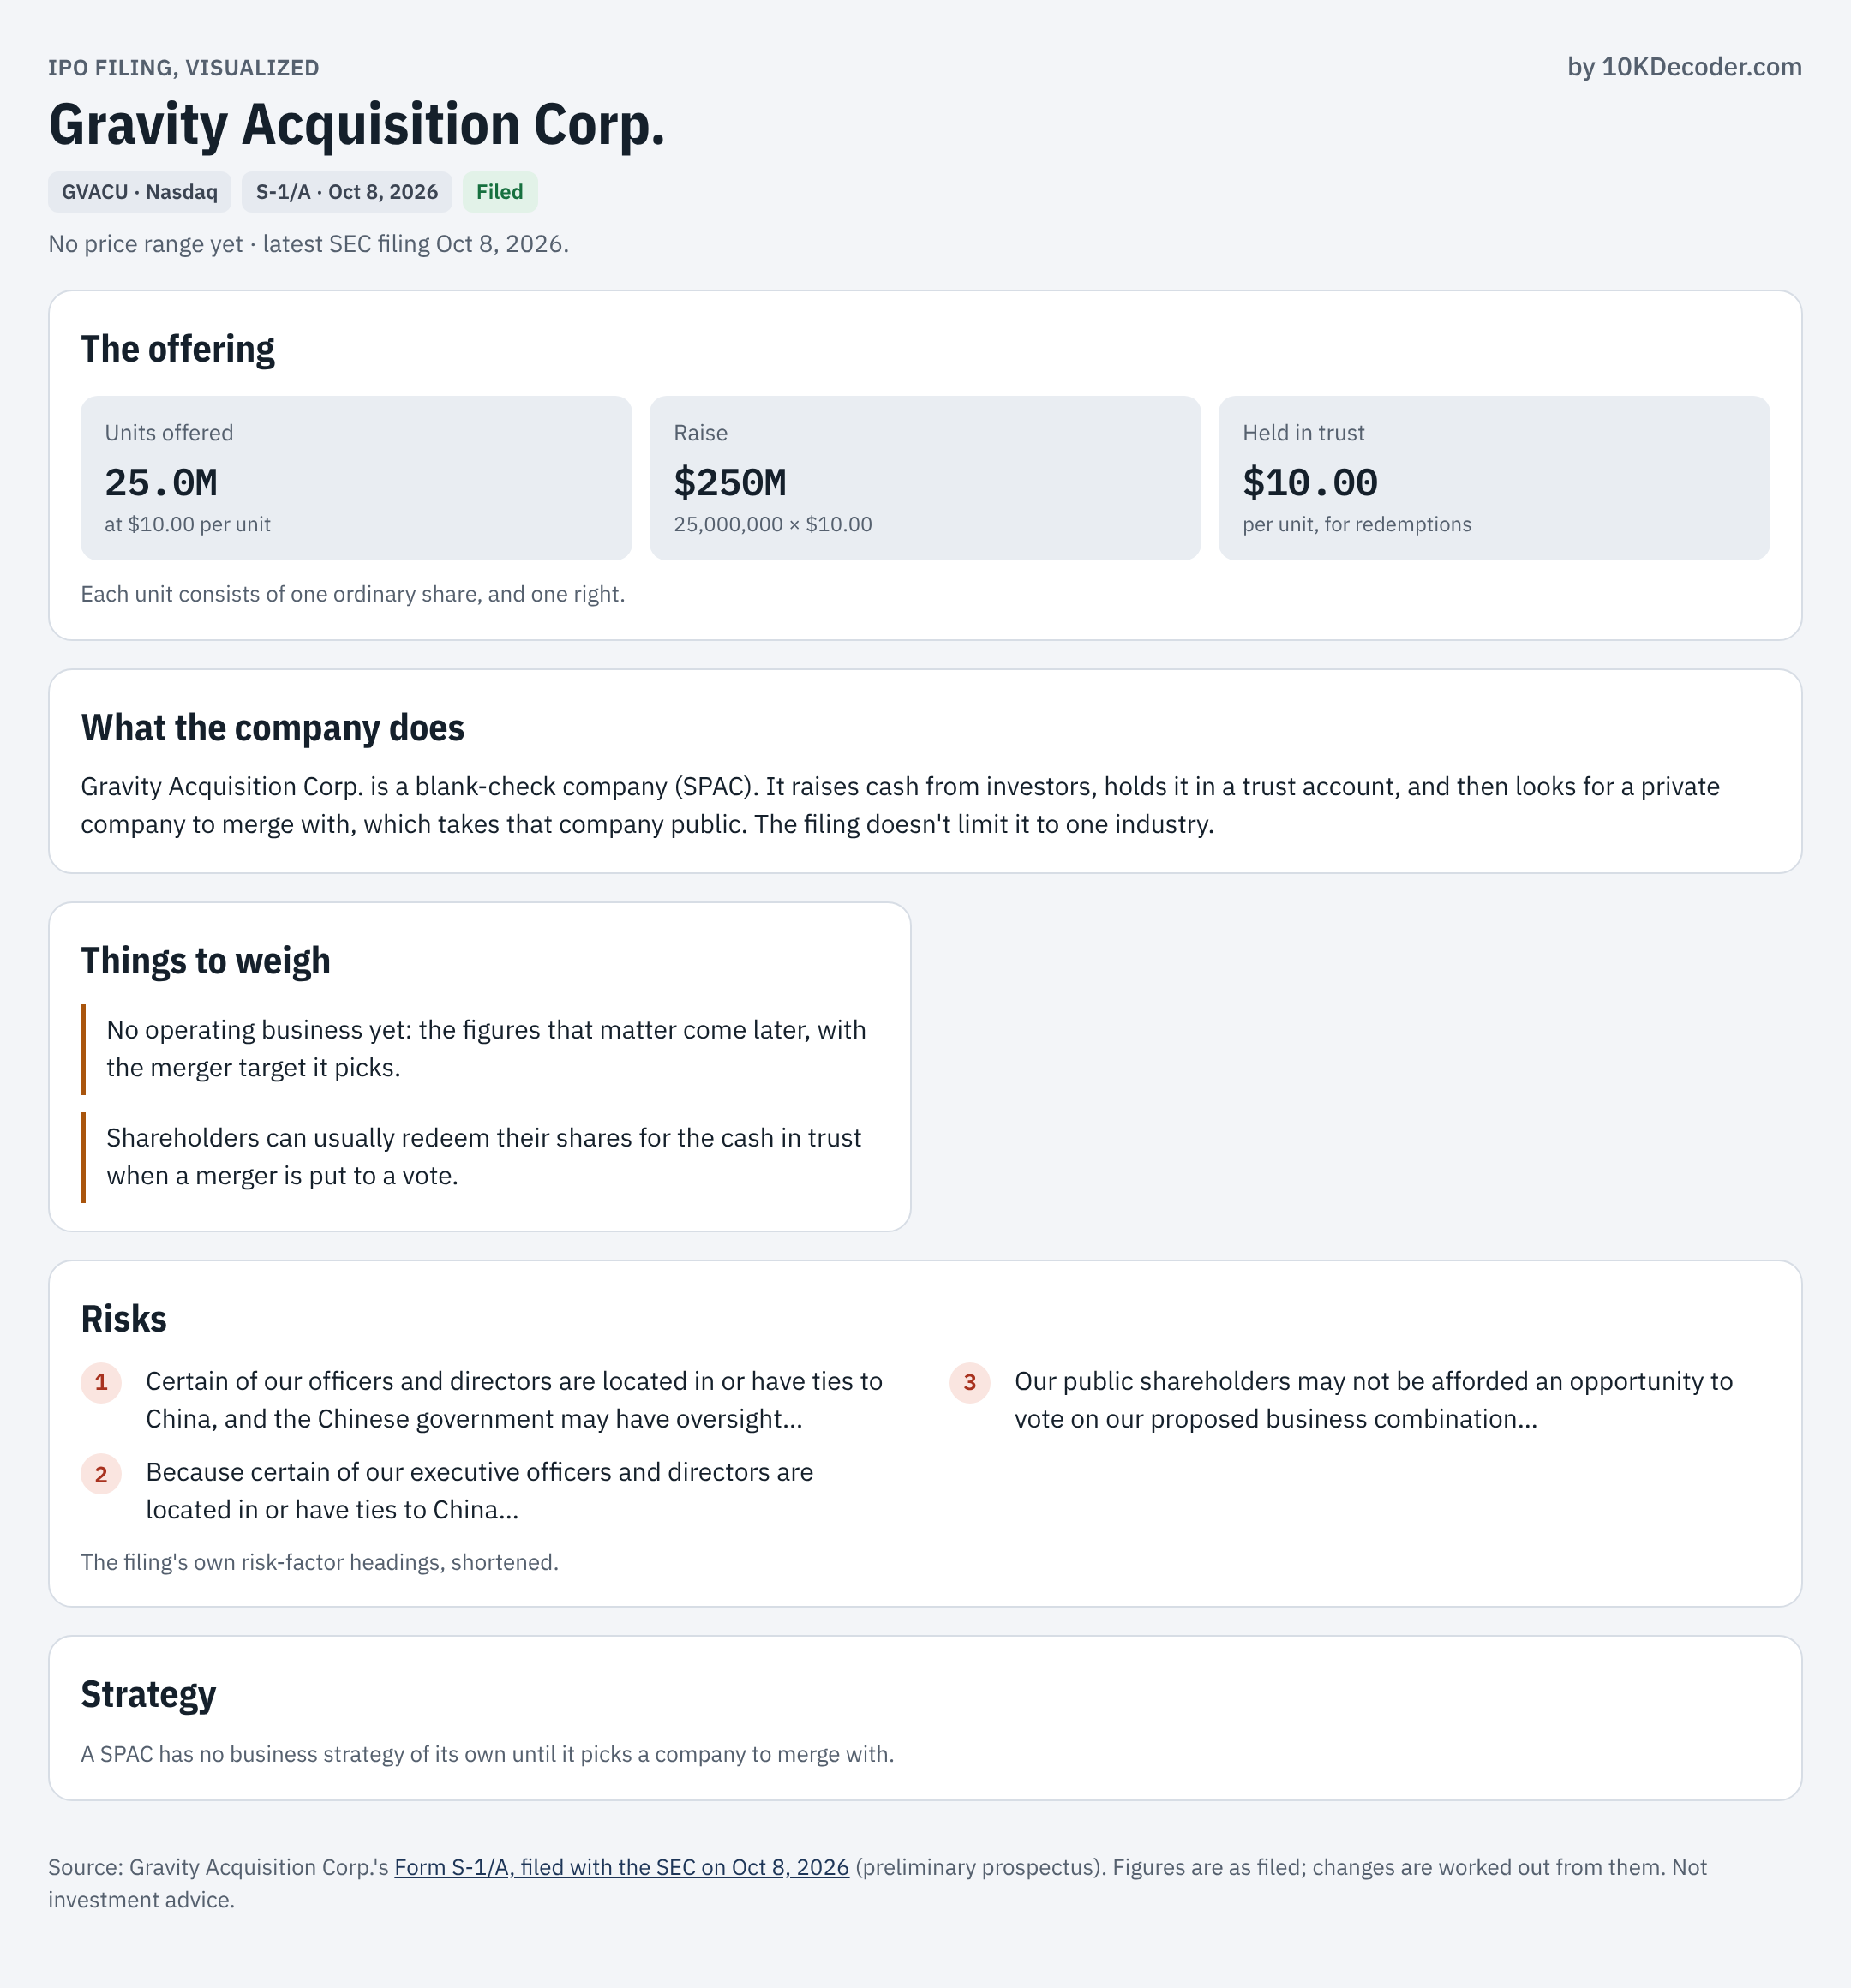 IPO FILING, VISUALIZED
by 10KDecoder.com
Gravity Acquisition Corp.
GVACU · Nasdaq
S-1/A · Oct 8, 2026
Filed
No price range yet · latest SEC filing Oct 8, 2026.
The offering
Units offered
25.0M
at $10.00 per unit
Raise
$250M
25,000,000 × $10.00
Held in trust
$10.00
per unit, for redemptions
Each unit consists of one ordinary share, and one right.
What the company does
Gravity Acquisition Corp. is a blank-check company (SPAC). It raises cash from investors, holds it in a trust account, and then looks for a private
company to merge with, which takes that company public. The filing doesn't limit it to one industry.
Things to weigh
No operating business yet: the figures that matter come later, with
the merger target it picks.
Shareholders can usually redeem their shares for the cash in trust
when a merger is put to a vote.
Risks
1
Certain of our officers and directors are located in or have ties to
China, and the Chinese government may have oversight...
2
Because certain of our executive officers and directors are
located in or have ties to China...
3
Our public shareholders may not be afforded an opportunity to
vote on our proposed business combination...
The filing's own risk-factor headings, shortened.
Strategy
A SPAC has no business strategy of its own until it picks a company to merge with.
Source: Gravity Acquisition Corp.'s Form S-1/A, filed with the SEC on Oct 8, 2026 (preliminary prospectus). Figures are as filed; changes are worked out from them. Not
investment advice.